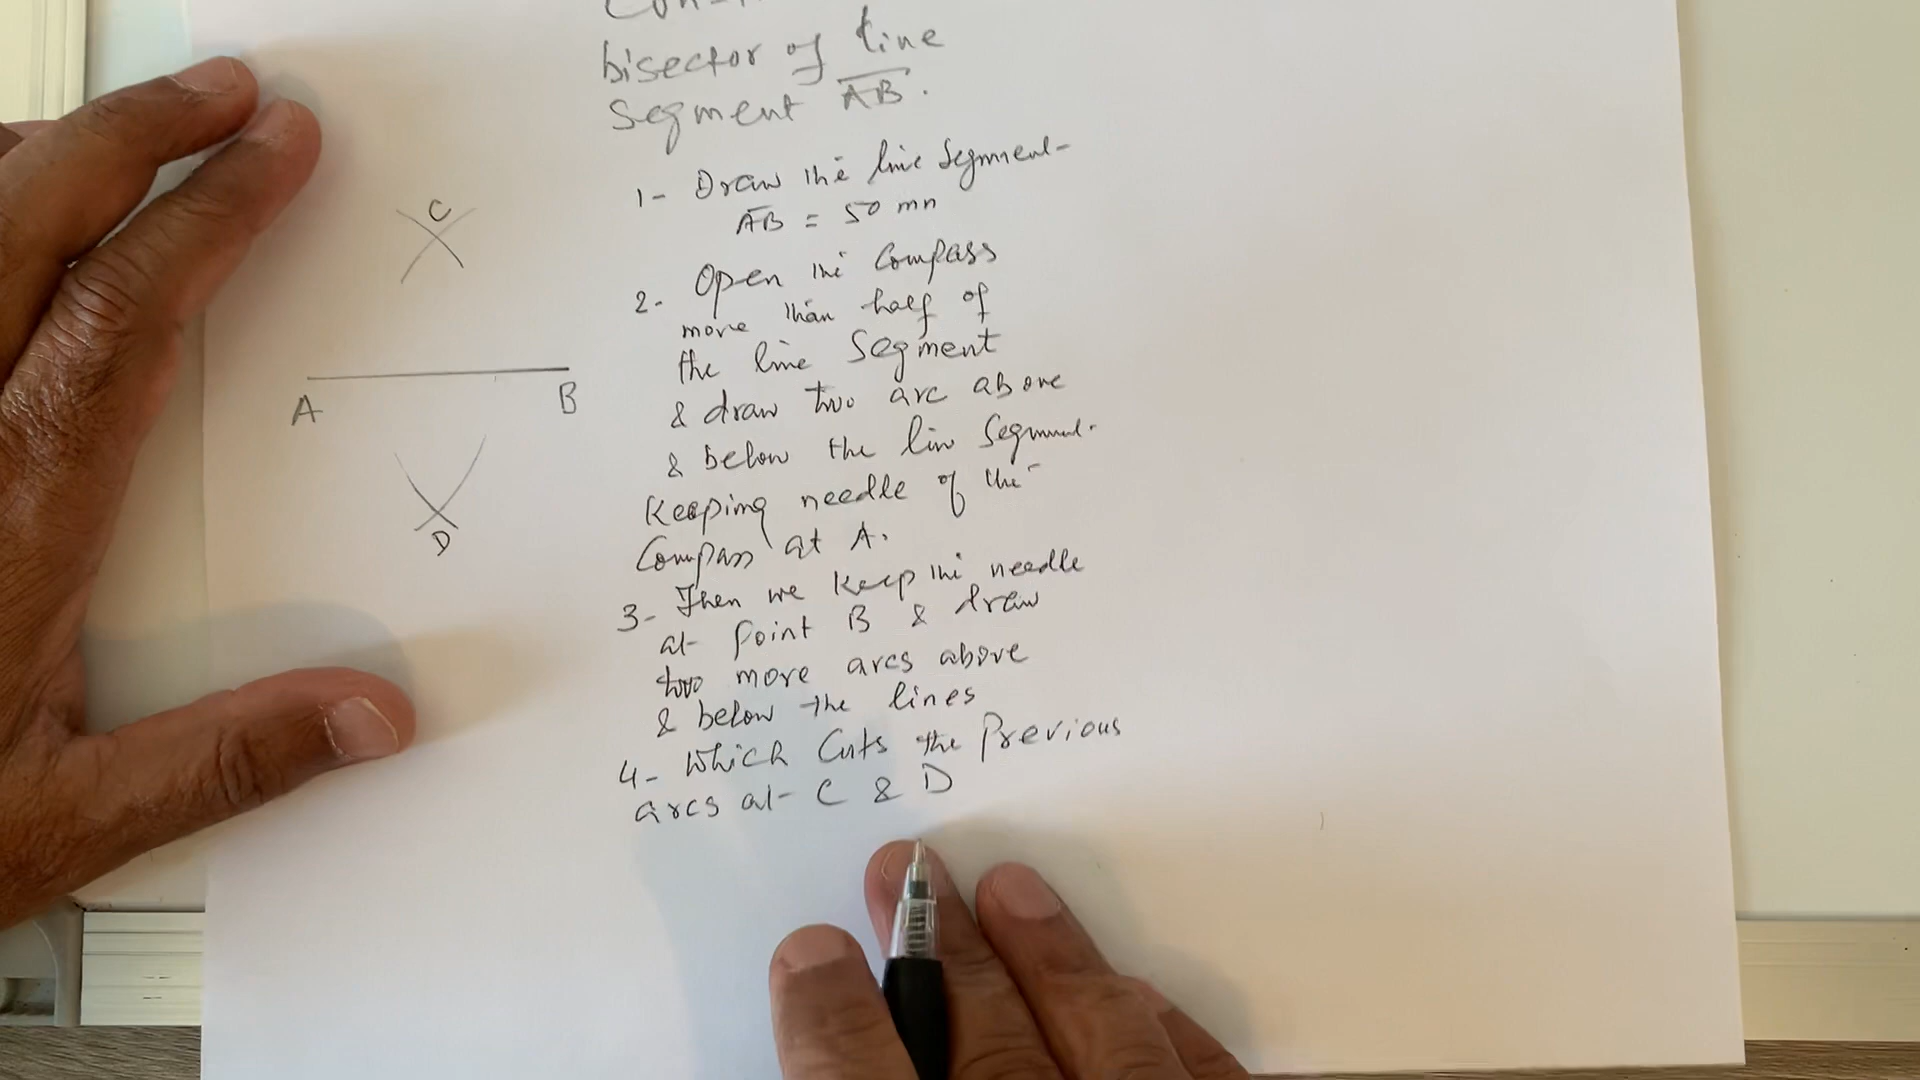 bisector of line
segment AB.
1- Draw the line segment
AB = 50 mm
2- Open the compass
more than half of
the line segment
& draw two arc above
& below the line segment.
Keeping needle of the
Compass at A.
3- Then we keep the needle
at point B & draw
two more arcs above
& below the lines
4- Which cuts the previous
arcs at C & D
C
A
B
D